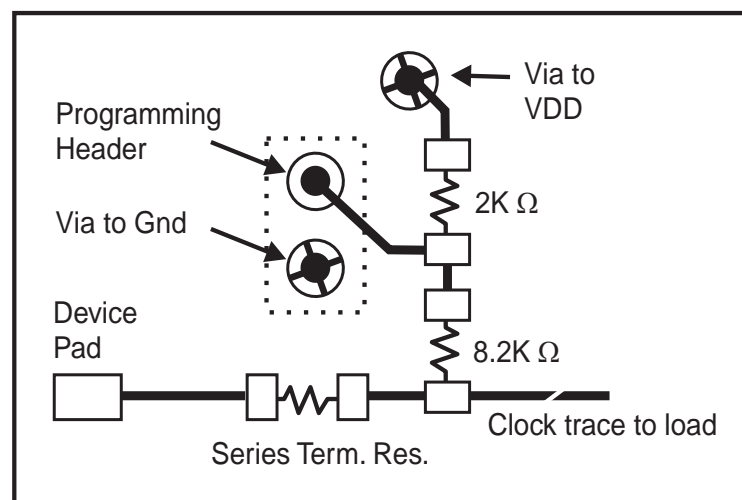 Via to
VDD
Programming
Header
2K Ω
Via to Gnd
Device
Pad
8.2K Ω
Clock trace to load
Series Term. Res.